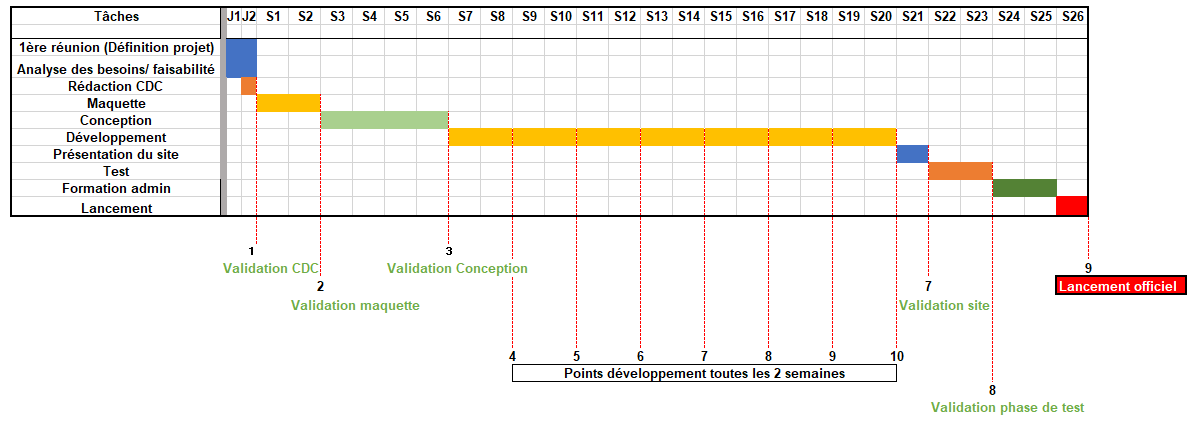 Tâches J1 J2 S1 S2 S3 S4 S5 S6 S7 S8 S9 S10 S11 S12 S13 S14 S15 S16 S17 S18 S19 S20 S21 S22 S23 S24 S25 S26
1ère réunion (Définition projet)
Analyse des besoins/ faisabilité
Rédaction CDC
Maquette
Conception
Développement
Présentation du site
Test
Formation admin
Lancement
1 3
Validation CDC Validation Conception 9
2 7 Lancement officiel
Validation maquette Validation site
4 5 6 7 8 9 10
Points développement toutes les 2 semaines
8
Validation phase de test